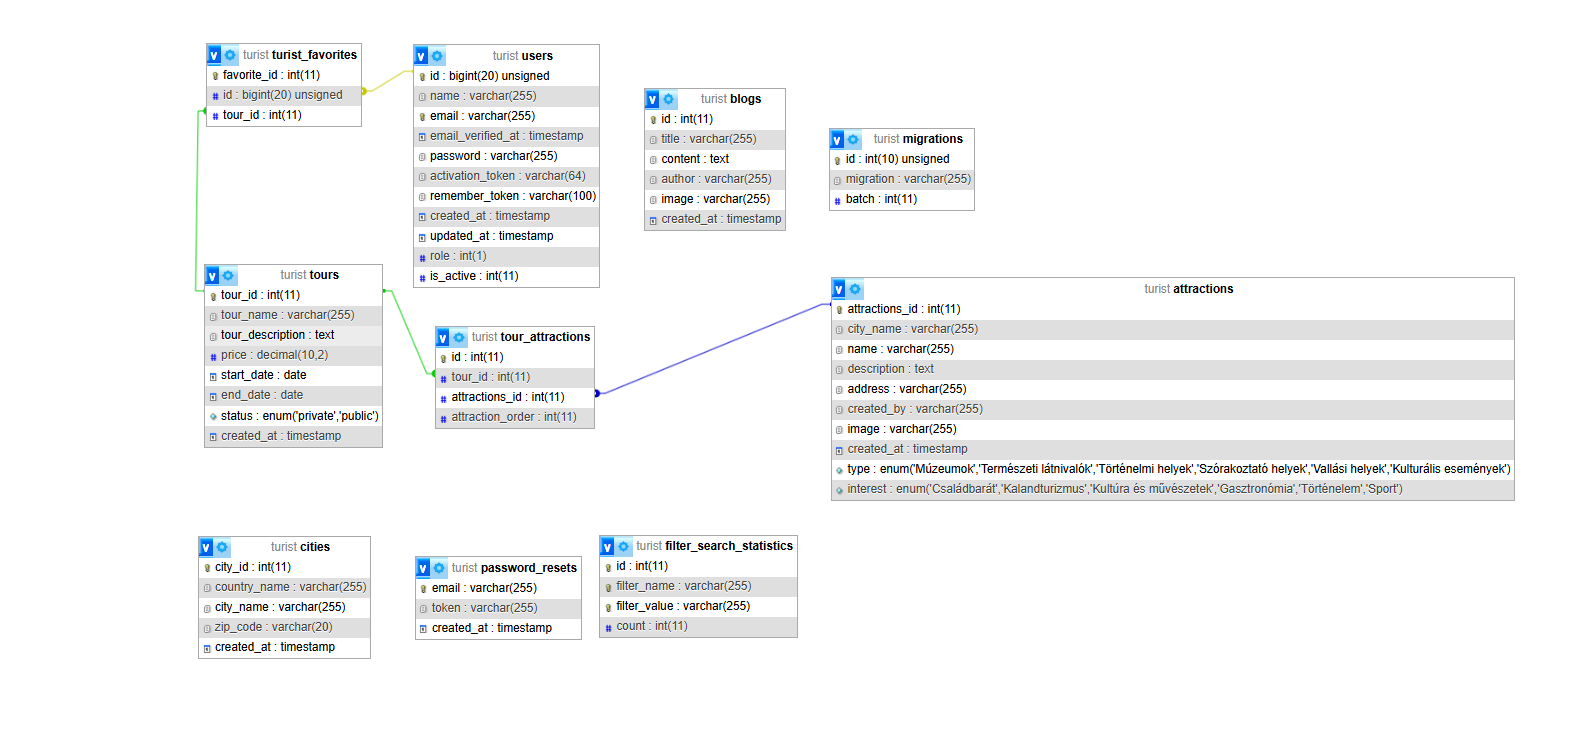 turist turist_favorites
favorite_id : int(11)
id : bigint(20) unsigned
tour_id : int(11)
turist users
id : bigint(20) unsigned
name : varchar(255)
email : varchar(255)
email_verified_at : timestamp
password : varchar(255)
activation_token : varchar(64)
remember_token : varchar(100)
created_at : timestamp
updated_at : timestamp
role : int(1)
is_active : int(11)
turist blogs
id : int(11)
title : varchar(255)
content : text
author : varchar(255)
image : varchar(255)
created_at : timestamp
turist migrations
id : int(10) unsigned
migration : varchar(255)
batch : int(11)
turist tours
tour_id : int(11)
tour_name : varchar(255)
tour_description : text
price : decimal(10,2)
start_date : date
end_date : date
status : enum('private','public')
created_at : timestamp
turist tour_attractions
id : int(11)
tour_id : int(11)
attractions_id : int(11)
attraction_order : int(11)
turist attractions
attractions_id : int(11)
city_name : varchar(255)
name : varchar(255)
description : text
address : varchar(255)
created_by : varchar(255)
image : varchar(255)
created_at : timestamp
type : enum('Múzeumok','Természeti látnivalók','Történelmi helyek','Szórakoztató helyek','Vallási helyek','Kulturális események')
interest : enum('Családbarát','Kalandturizmus','Kultúra és művészetek','Gasztronómia','Történelem','Sport')
turist cities
city_id : int(11)
country_name : varchar(255)
city_name : varchar(255)
zip_code : varchar(20)
created_at : timestamp
turist password_resets
email : varchar(255)
token : varchar(255)
created_at : timestamp
turist filter_search_statistics
id : int(11)
filter_name : varchar(255)
filter_value : varchar(255)
count : int(11)